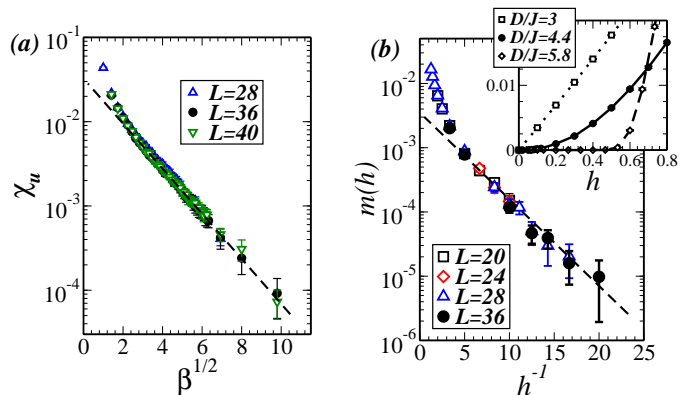 (a)
10^-1
10^-2
10^-3
10^-4
χ_u
0 2 4 6 8 10
β^1/2
L=28
L=36
L=40
(b)
10^-2
10^-3
10^-4
10^-5
10^-6
m(h)
0 5 10 15 20 25
h^-1
L=20
L=24
L=28
L=36
D/J=3
D/J=4.4
D/J=5.8
0.01
0
0 0.2 0.4 0.6 0.8
h